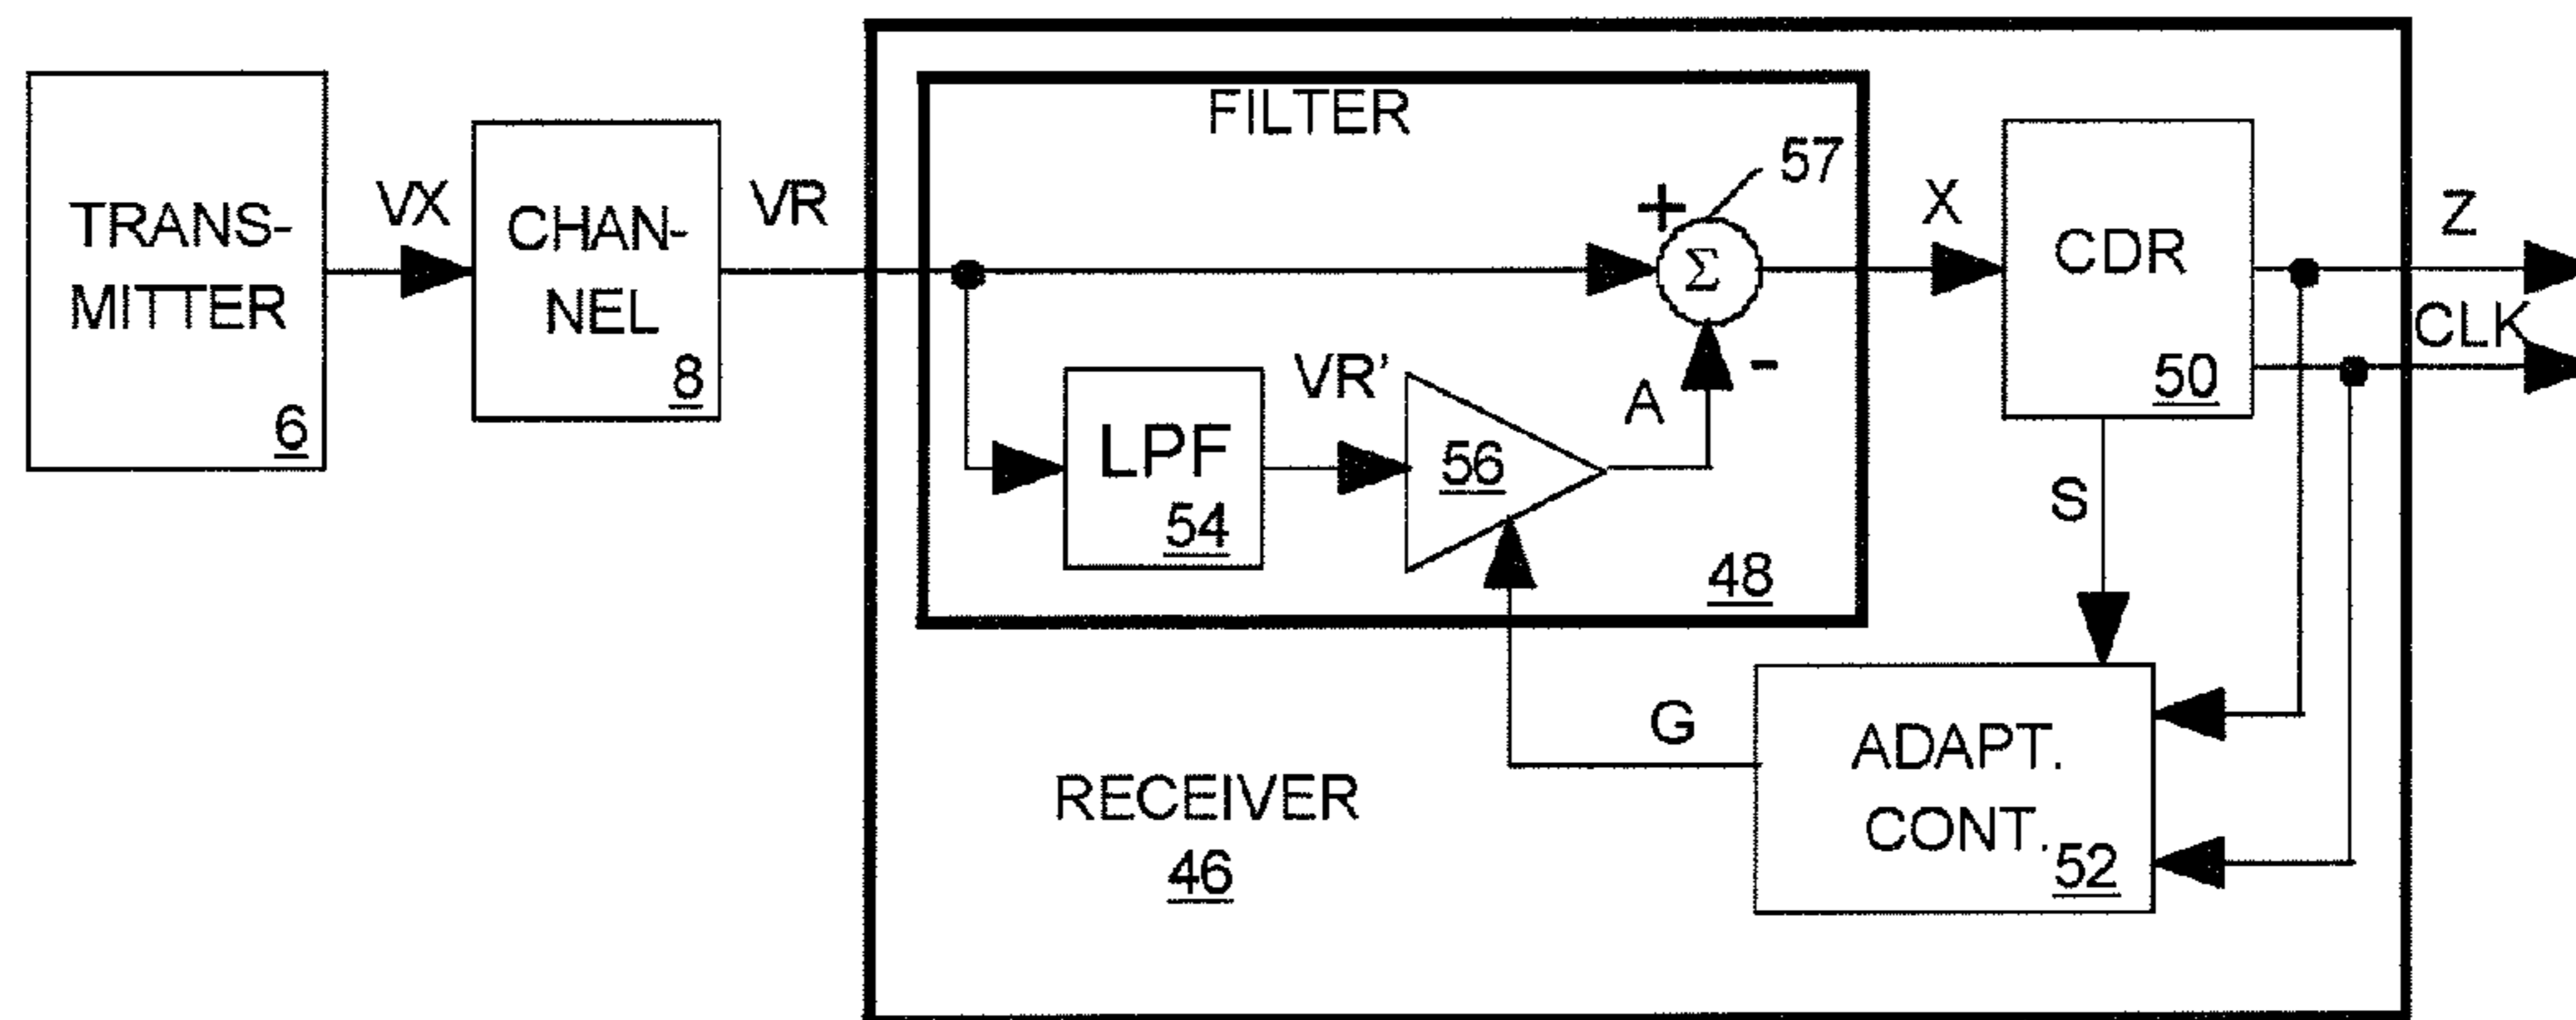 TRANS-
MITTER
6
VX
CHAN-
NEL
8
VR
FILTER
57
+
Σ
-
LPF
54
VR'
56
A
48
X
CDR
50
Z
CLK
S
G
ADAPT.
CONT.
52
RECEIVER
46